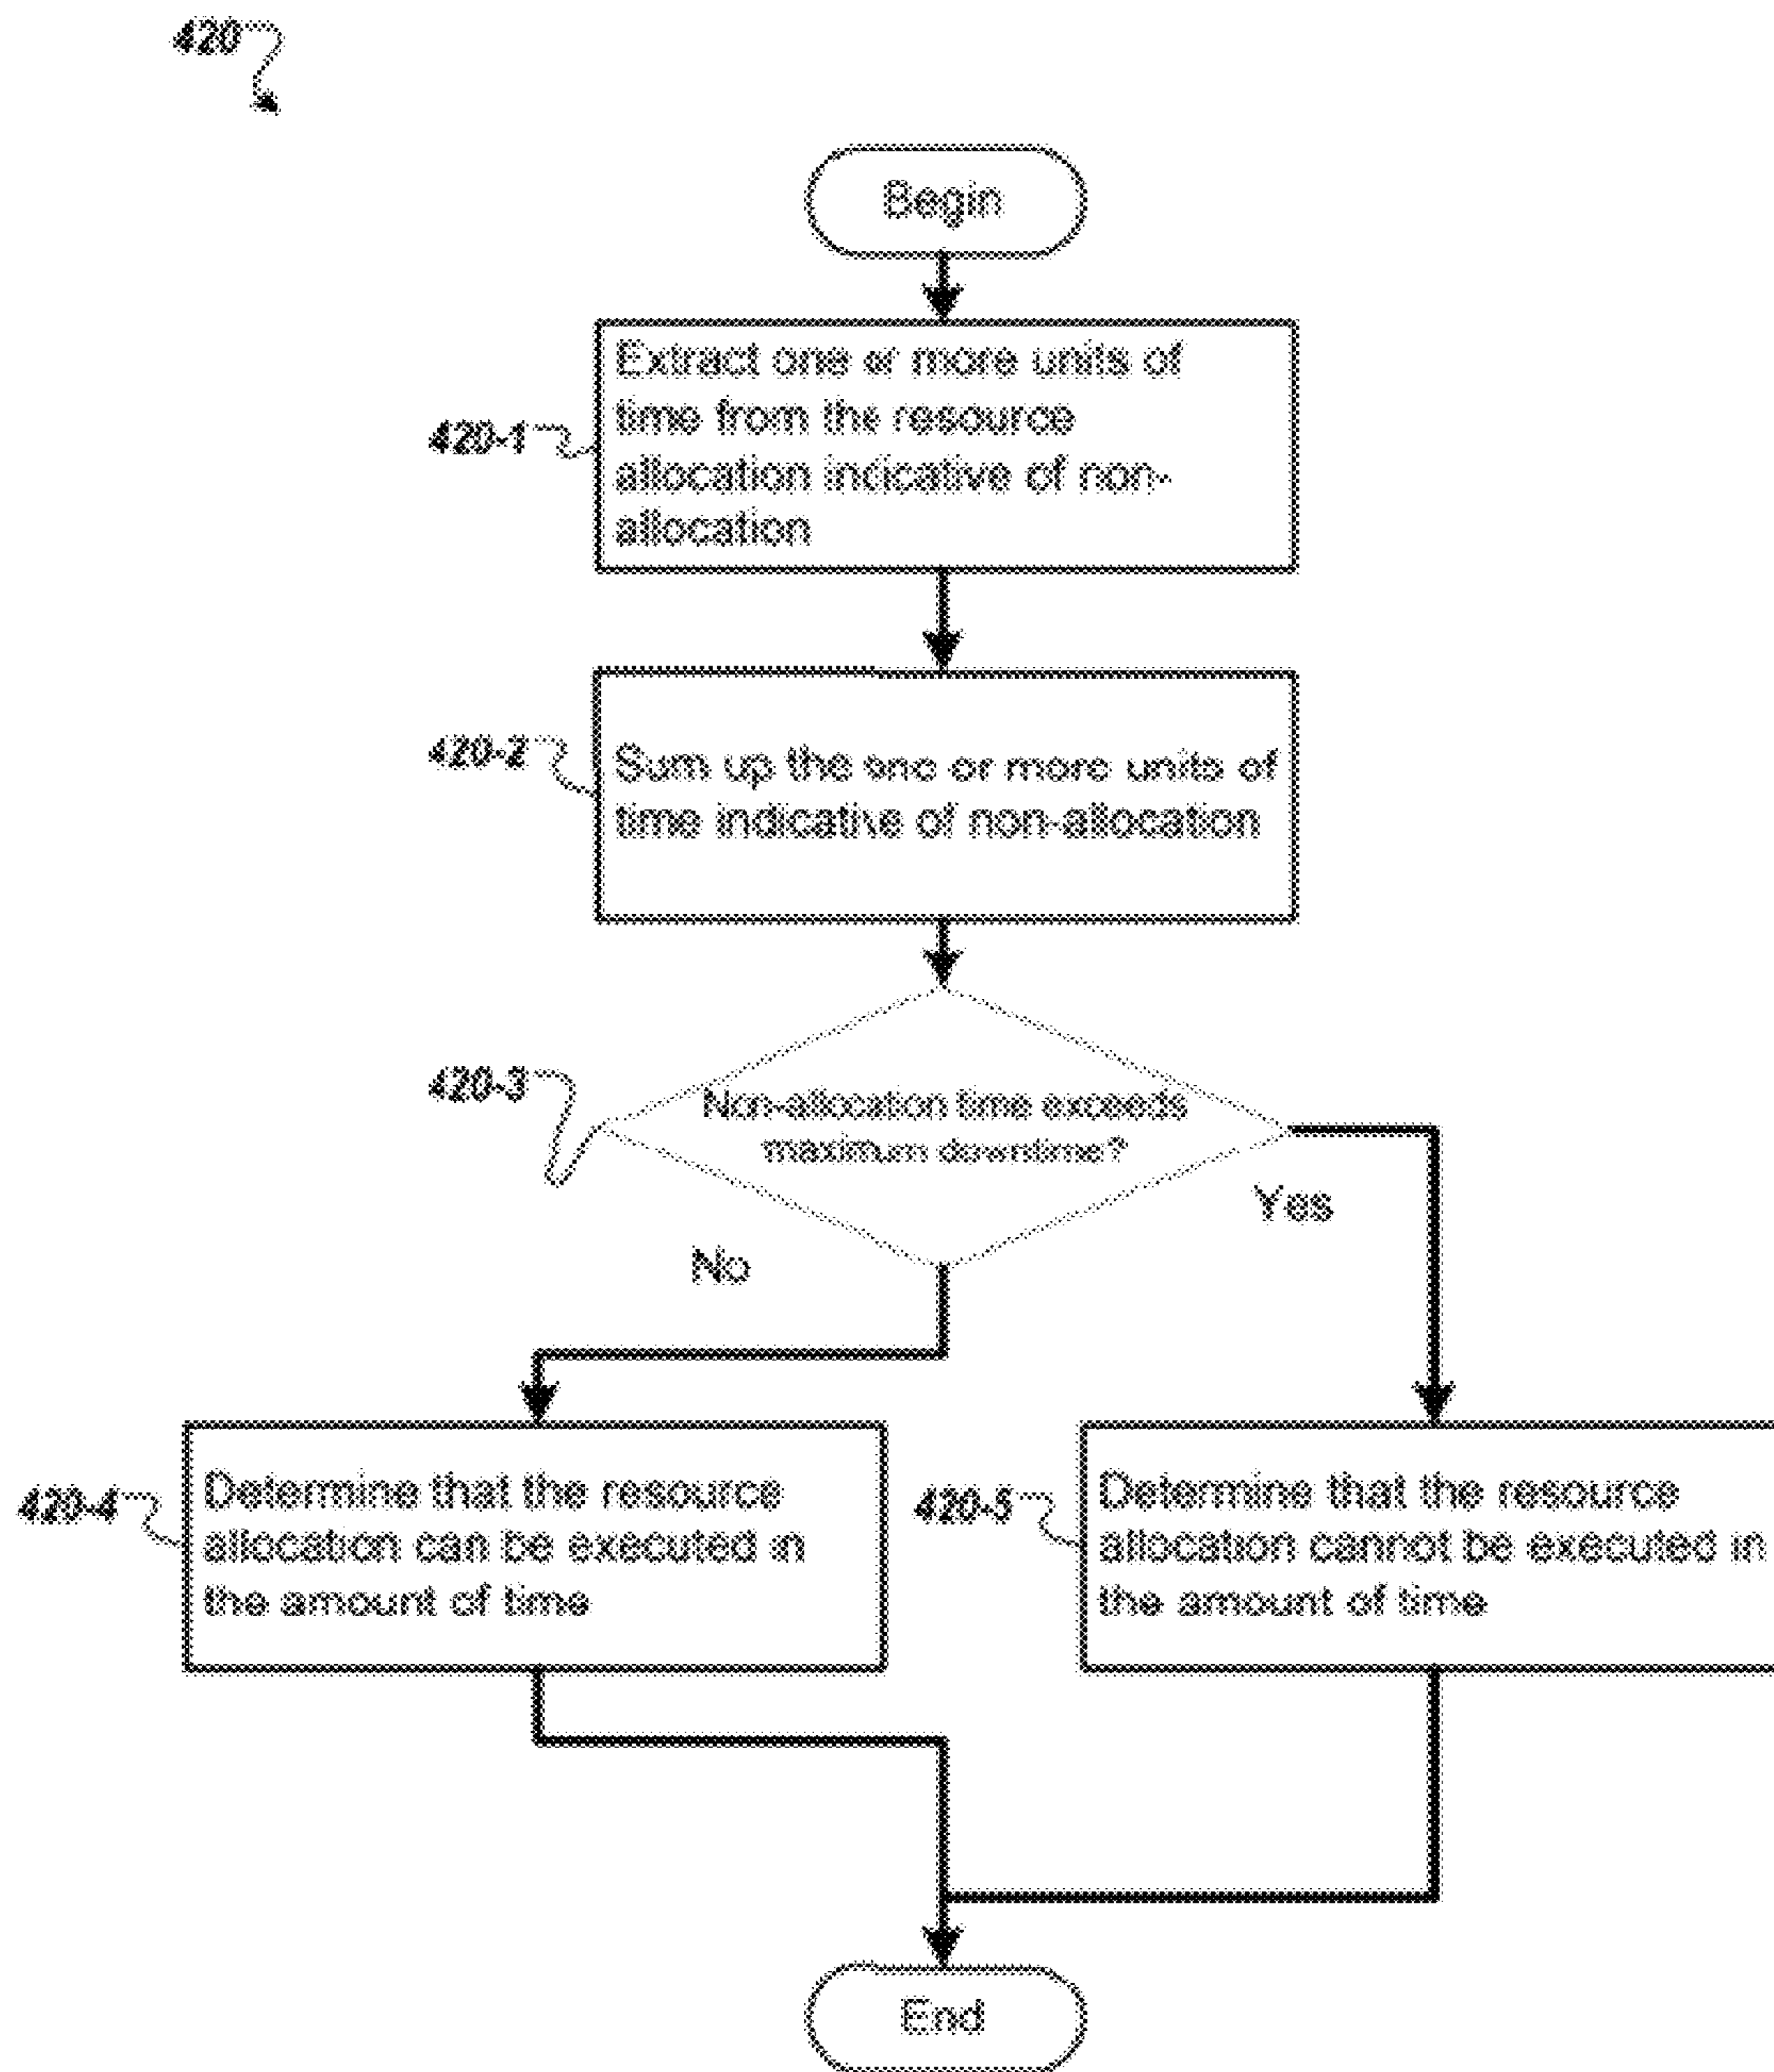 420
Begin
Extract one or more units of
time from the resource
420-1
allocation indicative of non-
allocation
420-2
Sum up the one or more units of
time indicative of non-allocation
420-3
Non-allocation time exceeds
maximum downtime?
Yes
No
420-4
Determine that the resource
allocation can be executed in
the amount of time
420-5
Determine that the resource
allocation cannot be executed in
the amount of time
End